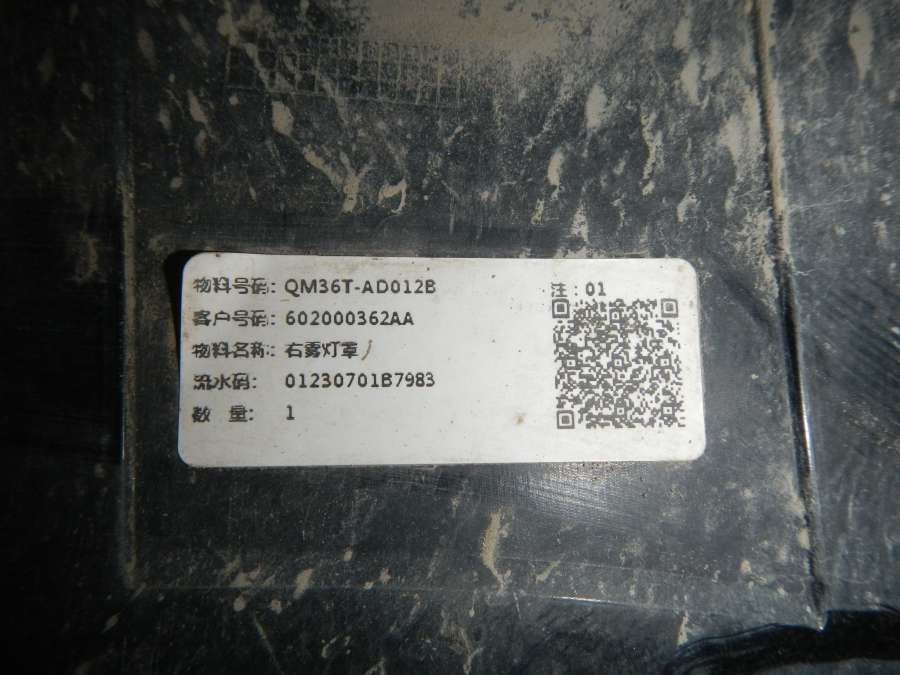 物料号码: QM36T-AD012B
注: 01
客户号码: 602000362AA
物料名称: 右雾灯罩
流水码: 01230701B7983
数 量: 1